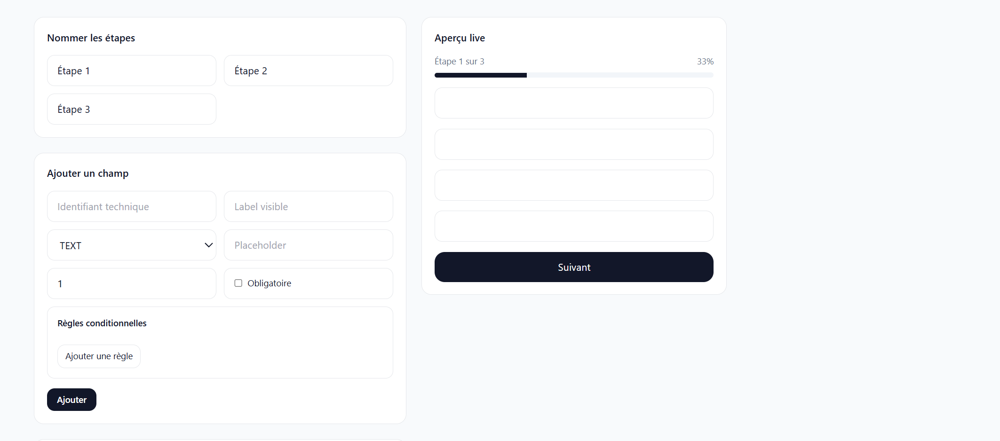 Nommer les étapes
Étape 1
Étape 2
Étape 3
Ajouter un champ
Identifiant technique
Label visible
TEXT
Placeholder
1
Obligatoire
Règles conditionnelles
Ajouter une règle
Ajouter
Aperçu live
Étape 1 sur 3
33%
Suivant